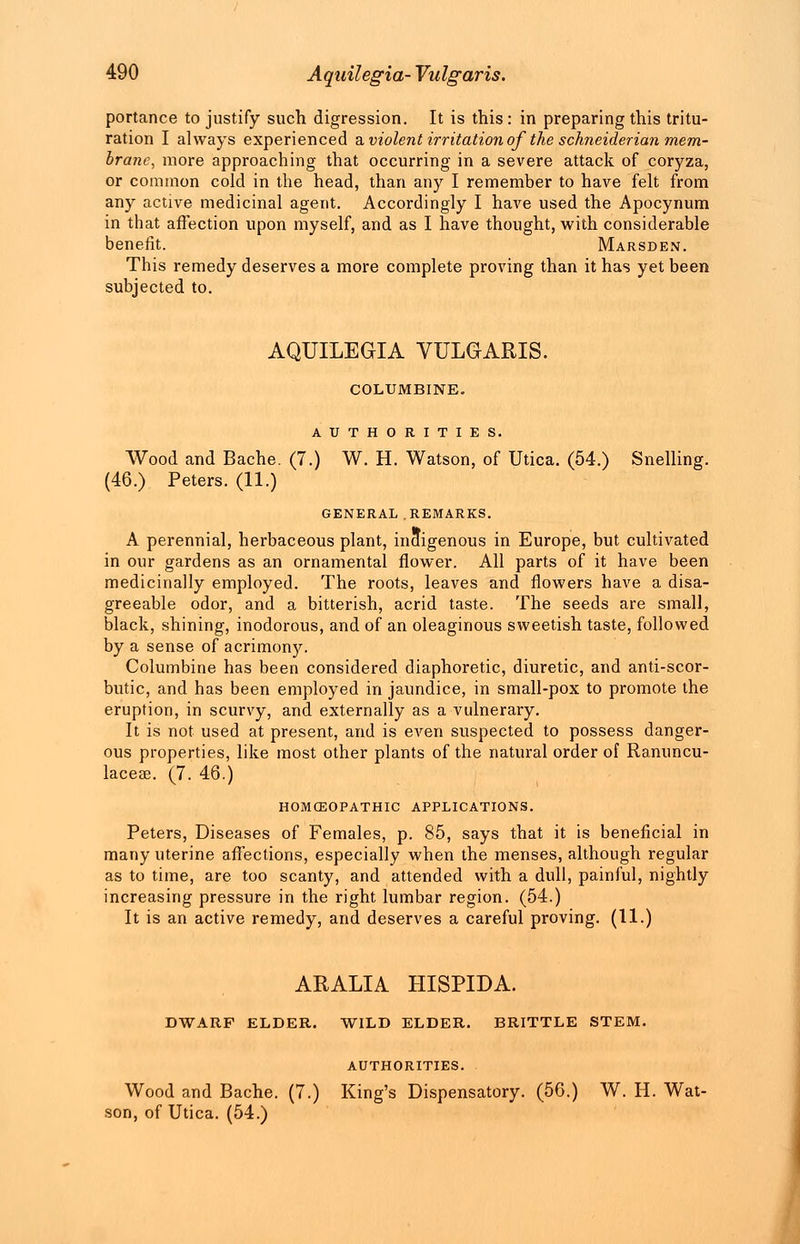 490 Aquilegia-Vulgaris.
portance to justify such digression. It is this: in preparing this tritu-
ration I always experienced a violent irritation of the schneiderian mem-
brane, more approaching that occurring in a severe attack of coryza,
or common cold in the head, than any I remember to have felt from
any active medicinal agent. Accordingly I have used the Apocynum
in that affection upon myself, and as I have thought, with considerable
benefit. MARSDEN.
This remedy deserves a more complete proving than it has yet been
subjected to.
AQUILEGIA VULGARIS.
COLUMBINE.
AUTHORITIES.
Wood and Bache. (7.) W. H. Watson, of Utica. (54.) Snelling.
(46.) Peters. (11.)
GENERAL REMARKS.
A perennial, herbaceous plant, indigenous in Europe, but cultivated
in our gardens as an ornamental flower. All parts of it have been
medicinally employed. The roots, leaves and flowers have a disa-
greeable odor, and a bitterish, acrid taste. The seeds are small,
black, shining, inodorous, and of an oleaginous sweetish taste, followed
by a sense of acrimony.
Columbine has been considered diaphoretic, diuretic, and anti-scor-
butic, and has been employed in jaundice, in small-pox to promote the
eruption, in scurvy, and externally as a vulnerary.
It is not used at present, and is even suspected to possess danger-
ous properties, like most other plants of the natural order of Ranuncu-
laceæ. (7. 46.)
HOMŒOPATHIC APPLICATIONS.
Peters, Diseases of Females, p. 85, says that it is beneficial in
many uterine affections, especially when the menses, although regular
as to time, are too scanty, and attended with a dull, painful, nightly
increasing pressure in the right lumbar region. (54.)
It is an active remedy, and deserves a careful proving. (11.)
ARALIA HISPIDA.
DWARF ELDER. WILD ELDER. BRITTLE STEM.
AUTHORITIES.
Wood and Bache. (7.) King's Dispensatory. (56.) W. H. Wat-
son, of Utica. (54.)